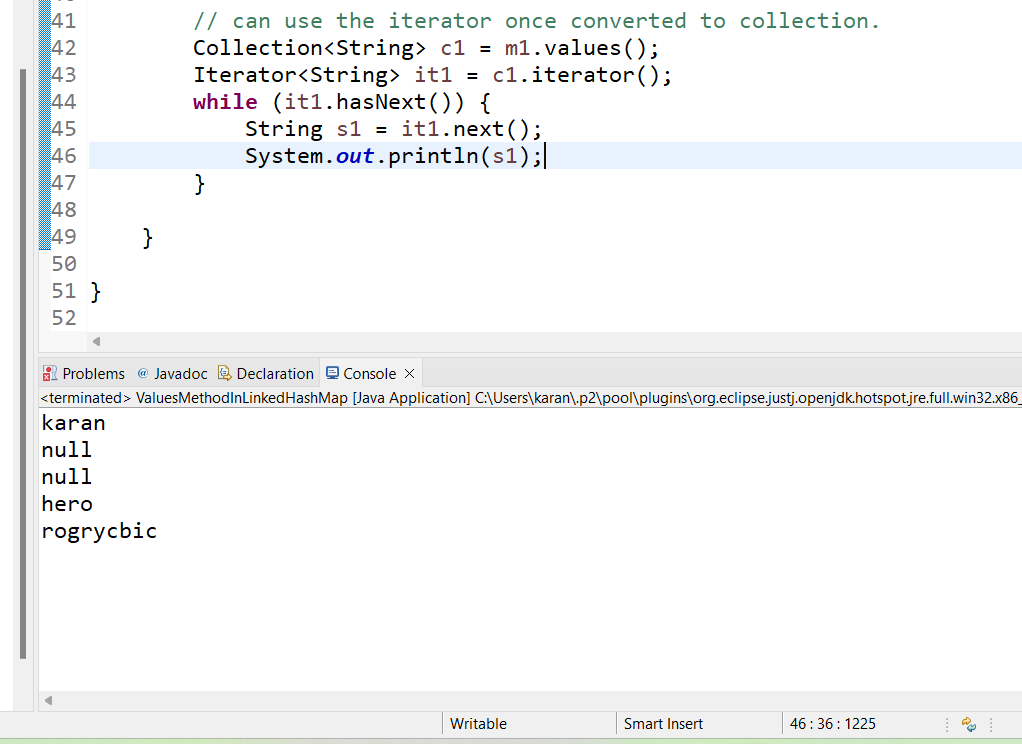 41 // can use the iterator once converted to collection.
42 Collection<String> c1 = m1.values();
43 Iterator<String> it1 = c1.iterator();
44 while (it1.hasNext()) {
45 String s1 = it1.next();
46 System.out.println(s1);
47 }
48
49 }
50
51 }
52
Problems @ Javadoc Declaration Console
<terminated> ValuesMethodInLinkedHashMap [Java Application] C:\Users\karan\.p2\pool\plugins\org.eclipse.justj.openjdk.hotspot.jre.full.win32.x86_
karan
null
null
hero
rogrycbic
Writable Smart Insert 46 : 36 : 1225